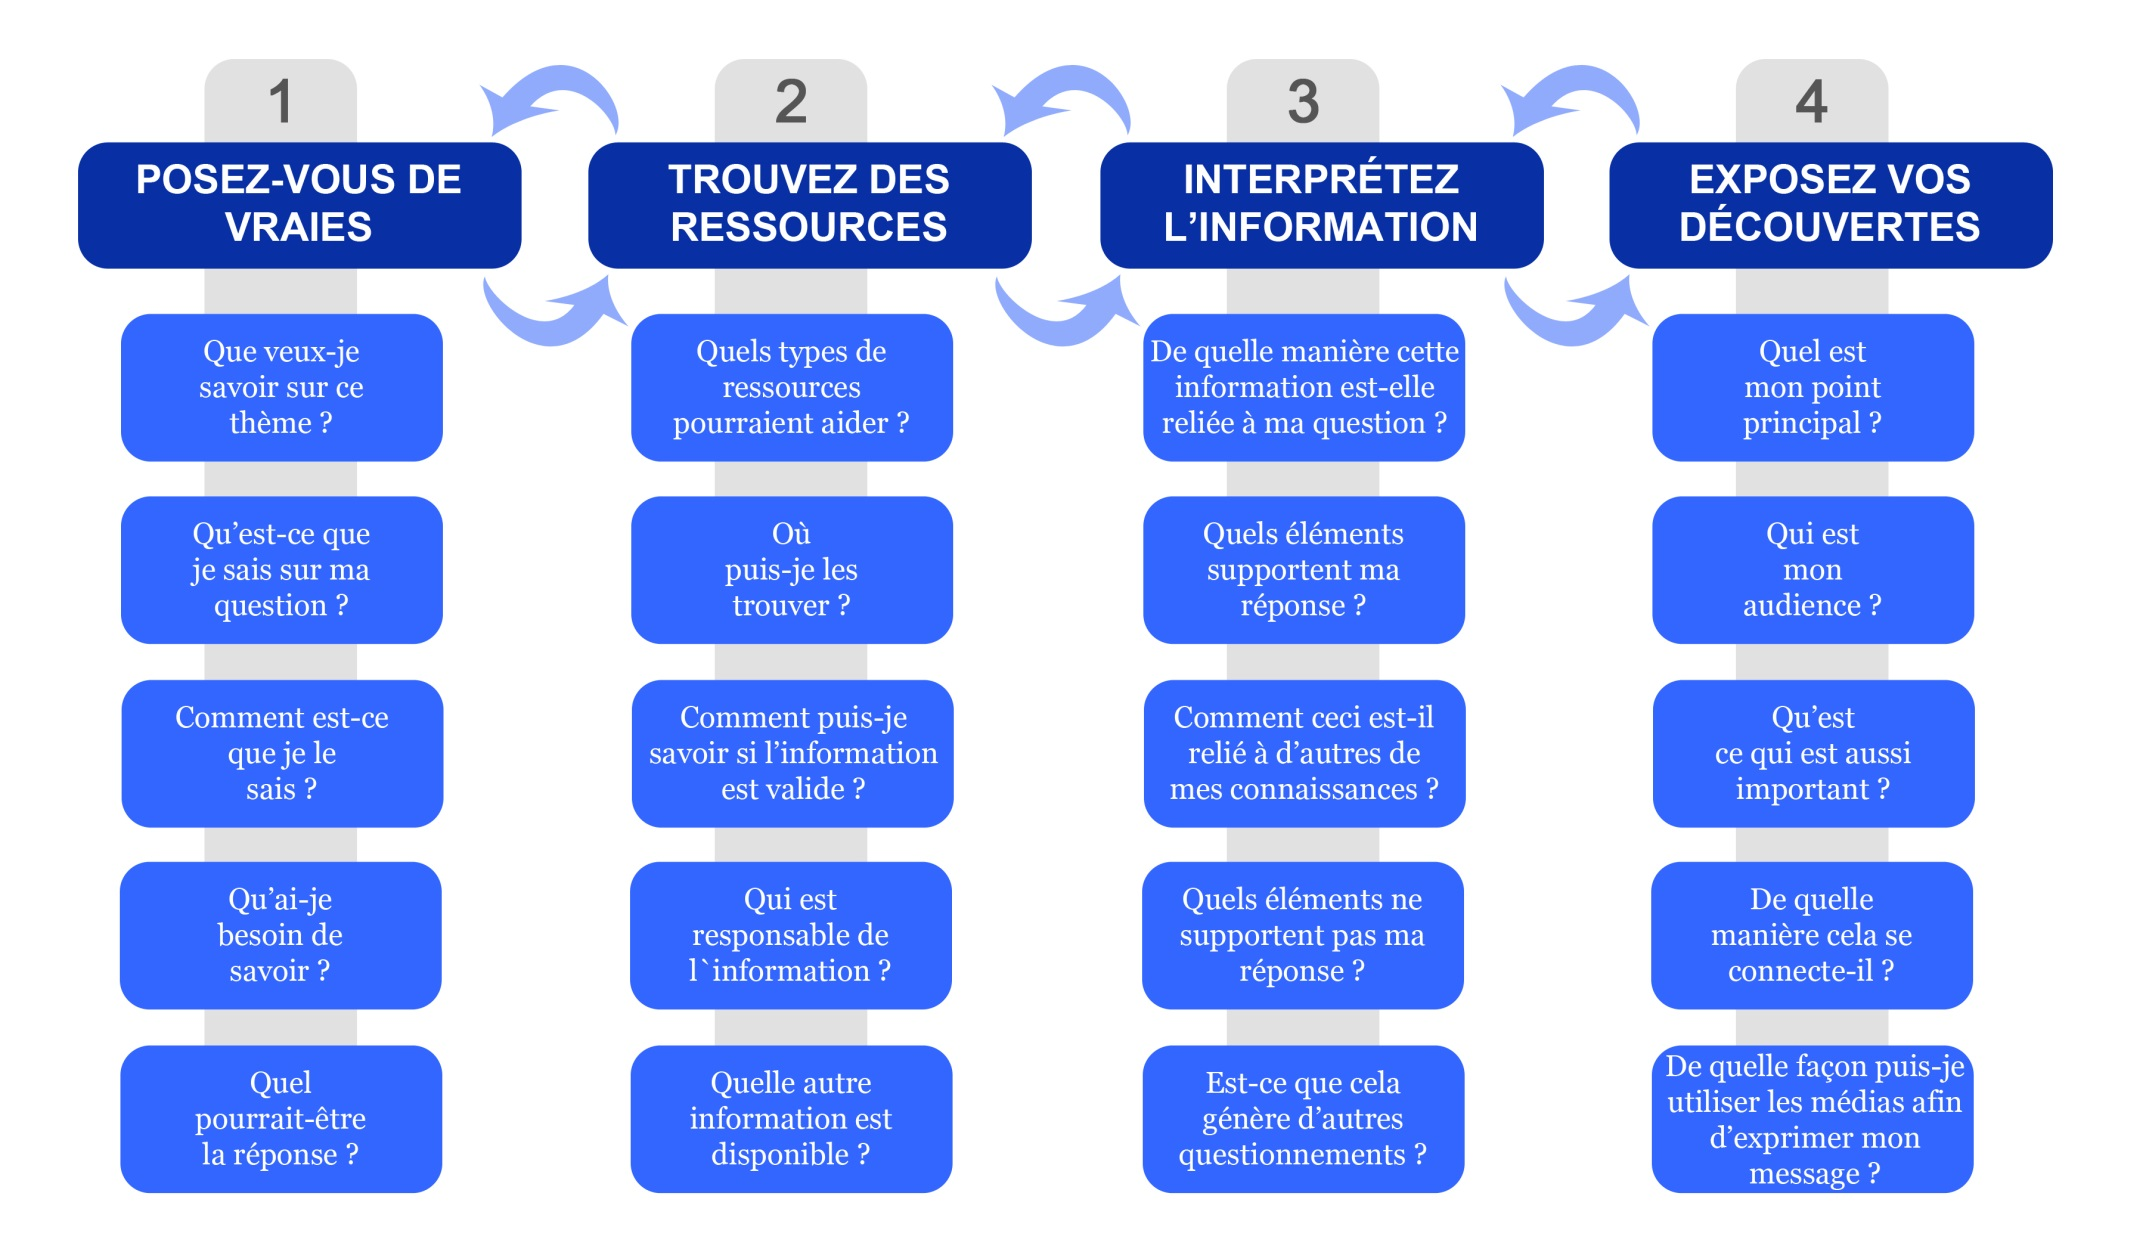 1
POSEZ-VOUS DE
VRAIES
Que veux-je
savoir sur ce
thème ?
Qu’est-ce que
je sais sur ma
question ?
Comment est-ce
que je le
sais ?
Qu’ai-je
besoin de
savoir ?
Quel
pourrait-être
la réponse ?
2
TROUVEZ DES
RESSOURCES
Quels types de
ressources
pourraient aider ?
Où
puis-je les
trouver ?
Comment puis-je
savoir si l’information
est valide ?
Qui est
responsable de
l`information ?
Quelle autre
information est
disponible ?
3
INTERPRÉTEZ
L’INFORMATION
De quelle manière cette
information est-elle
reliée à ma question ?
Quels éléments
supportent ma
réponse ?
Comment ceci est-il
relié à d’autres de
mes connaissances ?
Quels éléments ne
supportent pas ma
réponse ?
Est-ce que cela
génère d’autres
questionnements ?
4
EXPOSEZ VOS
DÉCOUVERTES
Quel est
mon point
principal ?
Qui est
mon
audience ?
Qu’est
ce qui est aussi
important ?
De quelle
manière cela se
connecte-il ?
De quelle façon puis-je
utiliser les médias afin
d’exprimer mon
message ?